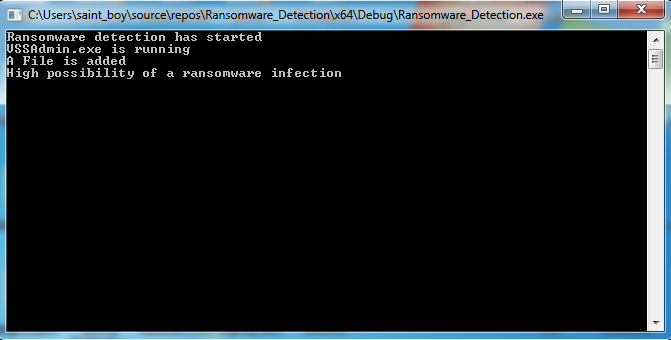 C:\Users\saint_boy\source\repos\Ransomware_Detection\x64\Debug\Ransomware_Detection.exe
Ransomware detection has started
VSSAdmin.exe is running
A File is added
High possibility of a ransomware infection